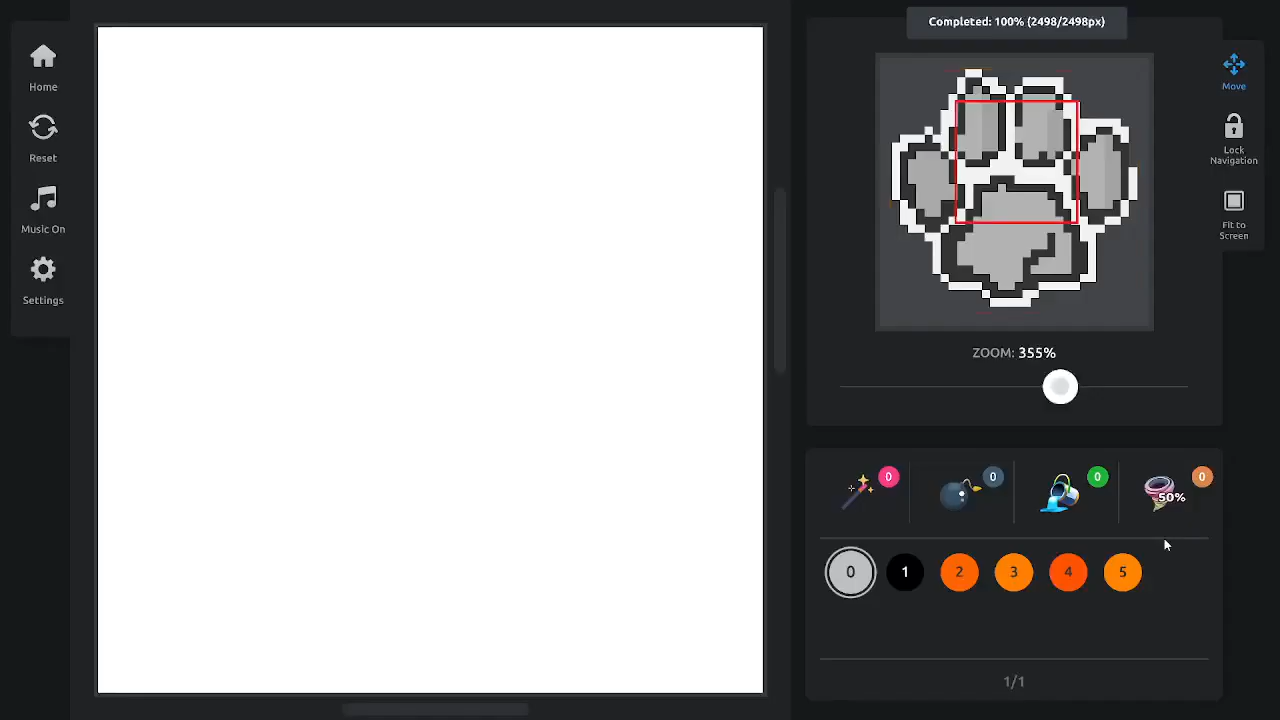 Completed: 100% (2498/2498px)
Home
Reset
Music On
Settings
Move
Lock
Navigation
Fit to
Screen
ZOOM: 355%
0
0
0
50%
0
0
1
2
3
4
5
1/1